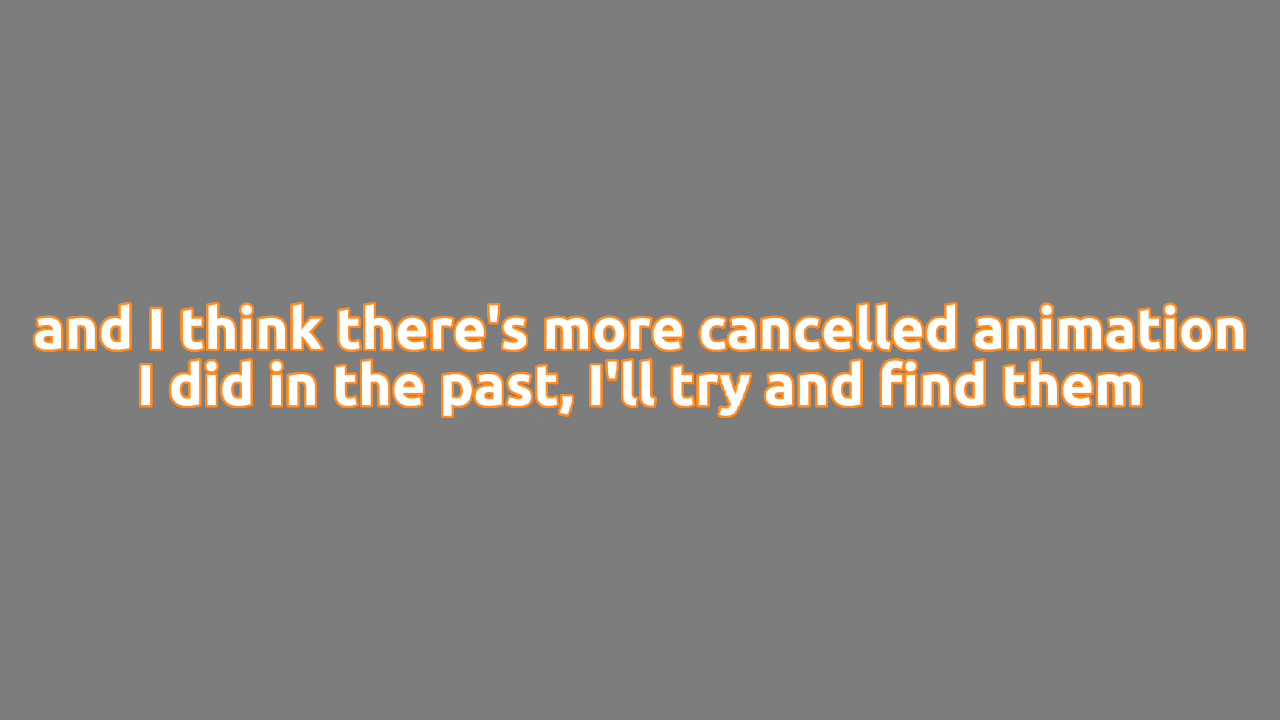 and I think there's more cancelled animation
I did in the past, I'll try and find them